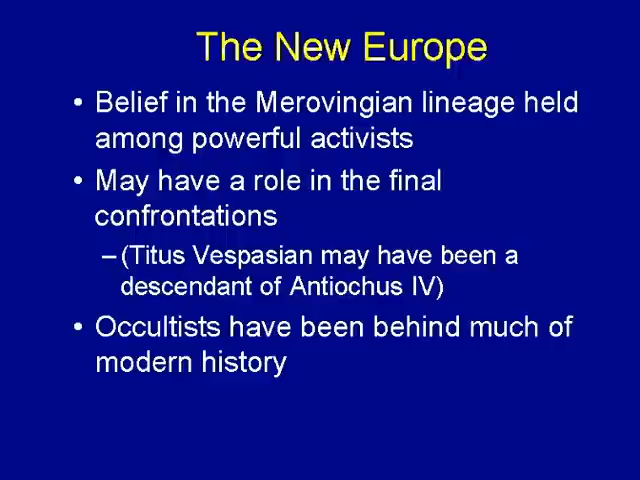 The New Europe
• Belief in the Merovingian lineage held
among powerful activists
• May have a role in the final
confrontations
– (Titus Vespasian may have been a
descendant of Antiochus IV)
• Occultists have been behind much of
modern history